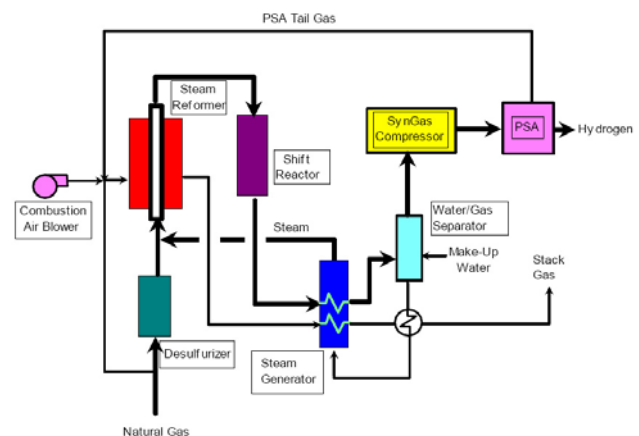 PSA Tail Gas
Steam
Reformer
SynGas
Compressor
PSA
Hydrogen
Shift
Reactor
Combustion
Air Blower
Steam
Water/Gas
Separator
Make-Up
Water
Stack
Gas
Desulfurizer
Steam
Generator
Natural Gas